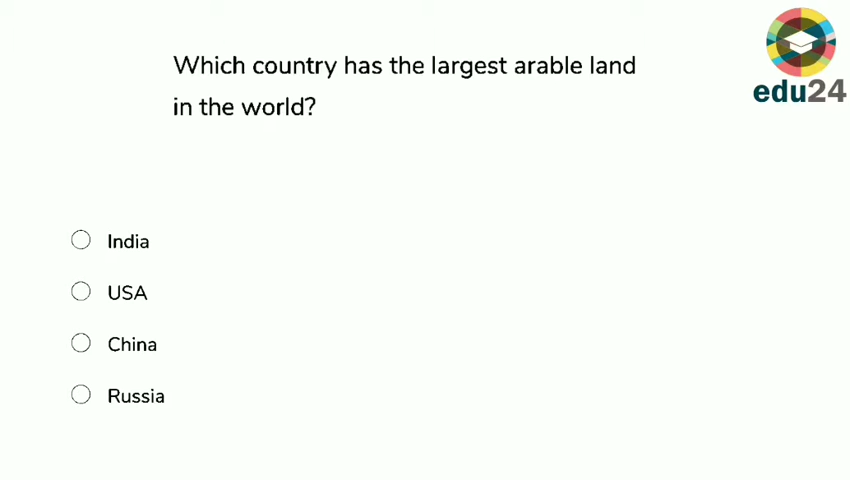 Which country has the largest arable land
in the world?
edu24
India
USA
China
Russia